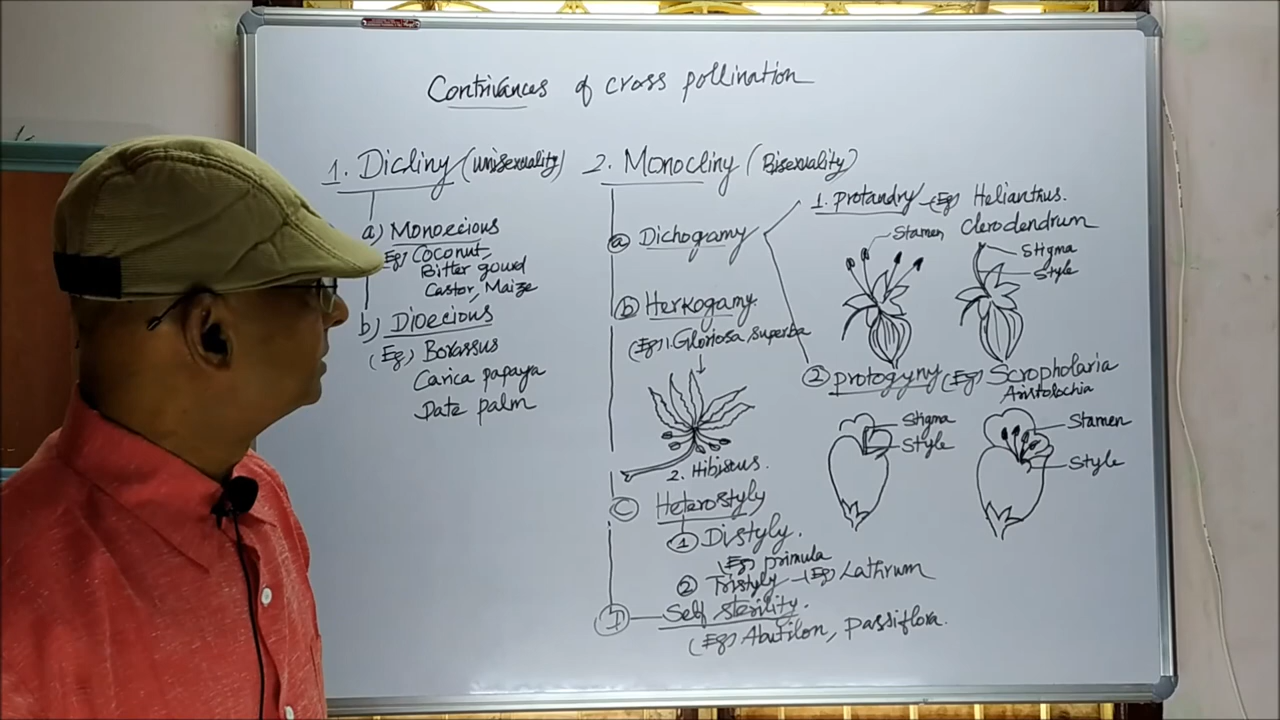 Contrivances of cross pollination
1. Dicliny (Unisexuality)
a) Monoecious
(Eg) Coconut,
Bitter gourd
Castor, Maize
b) Dioecious
(Eg) Borassus
Carica papaya
Date palm
2. Monocliny (Bisexuality)
a Dichogamy
1. Protandry - (Eg) Helianthus.
Clerodendrum
Stamen
Stigma
Style
2 Protogyny (Eg) Scropholaria
Aristolochia
Stigma
Style
Stamen
Style
b Herkogamy.
(Eg) 1. Gloriosa superba
2. Hibiscus.
C Heterostyly
1 Distyly.
(Eg) primula
2 Tristyly - (Eg) Lathrum
Self sterility.
(Eg) Abutilon, passiflora.